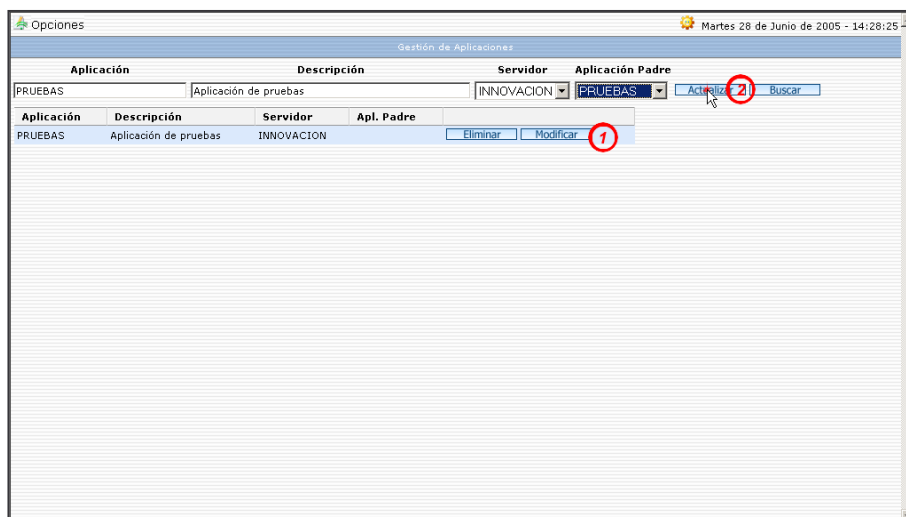 Opciones Martes 28 de Junio de 2005 - 14:28:25
Gestión de Aplicaciones
Aplicación Descripción Servidor Aplicación Padre
PRUEBAS Aplicación de pruebas INNOVACION PRUEBAS Actualizar 2 Buscar
Aplicación Descripción Servidor Apl. Padre
PRUEBAS Aplicación de pruebas INNOVACION Eliminar Modificar 1